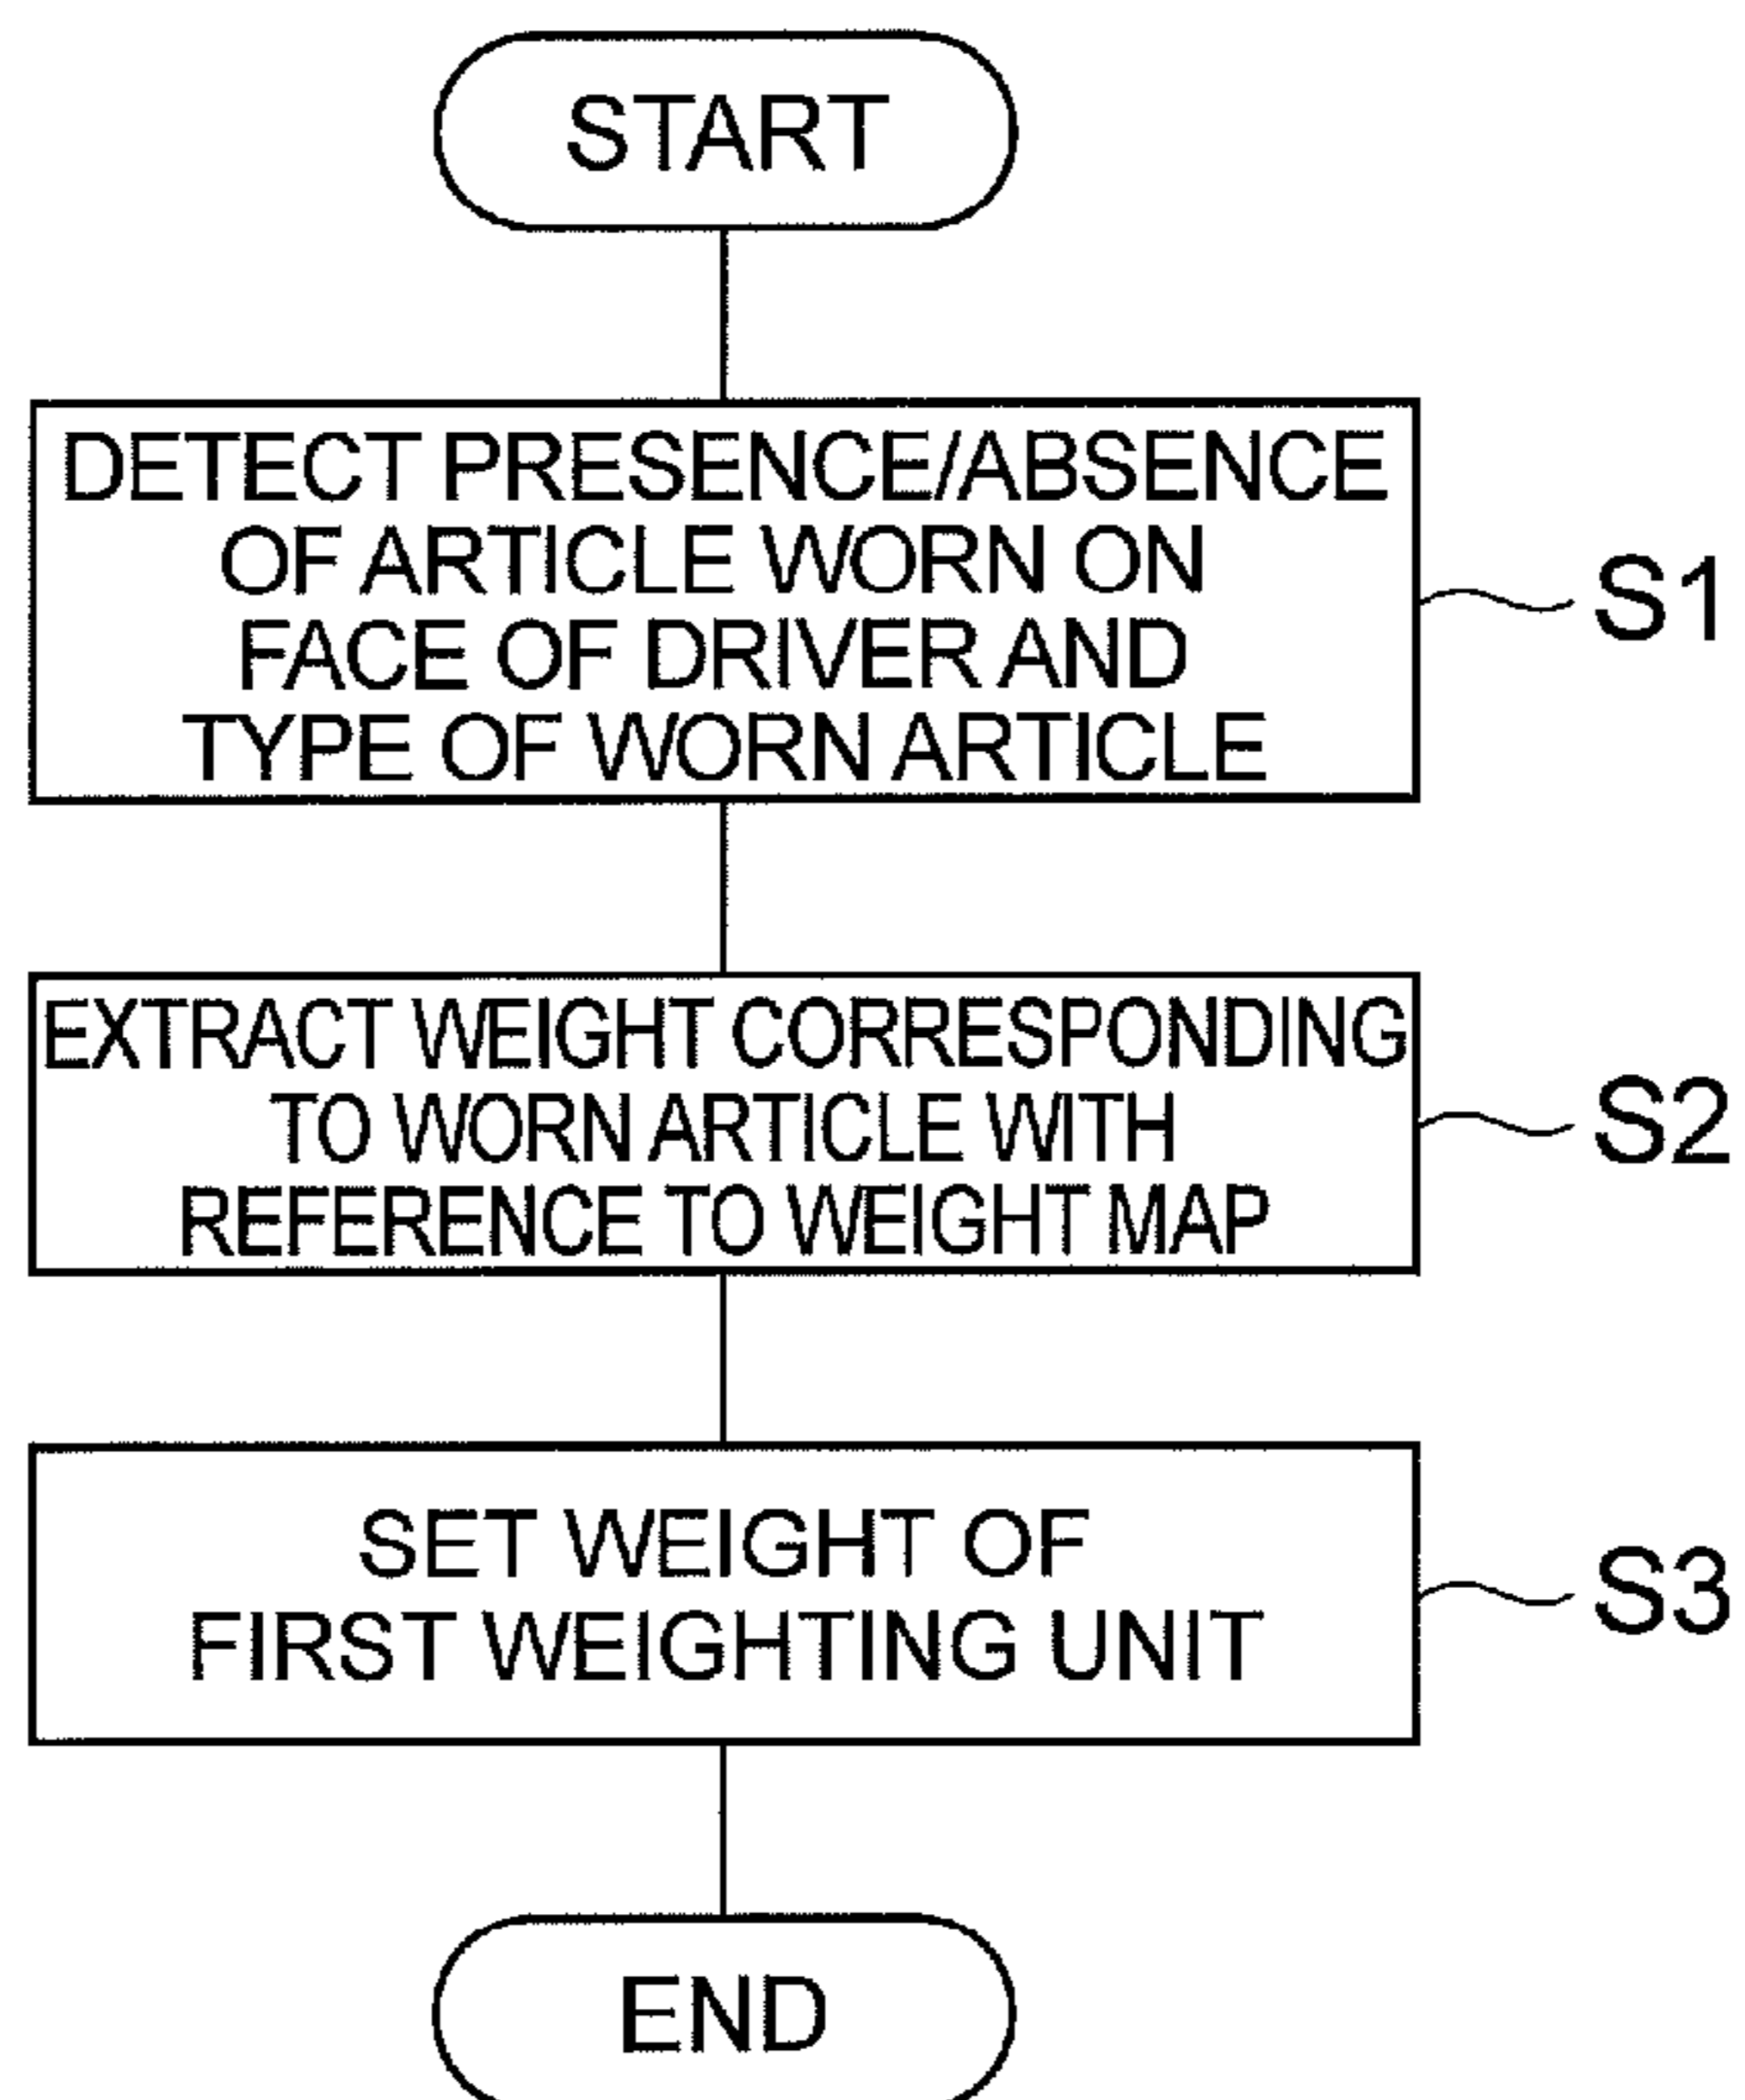 START
DETECT PRESENCE/ABSENCE
OF ARTICLE WORN ON
FACE OF DRIVER AND
TYPE OF WORN ARTICLE
S1
EXTRACT WEIGHT CORRESPONDING
TO WORN ARTICLE WITH
REFERENCE TO WEIGHT MAP
S2
SET WEIGHT OF
FIRST WEIGHTING UNIT
S3
END